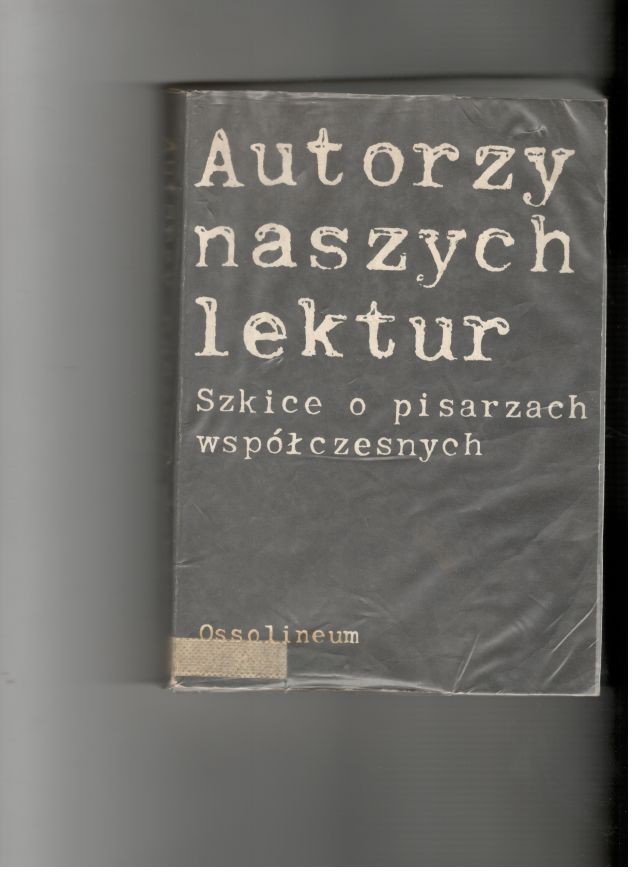 Autorzy
naszych
lektur
Szkice o pisarzach
współczesnych
Ossolineum